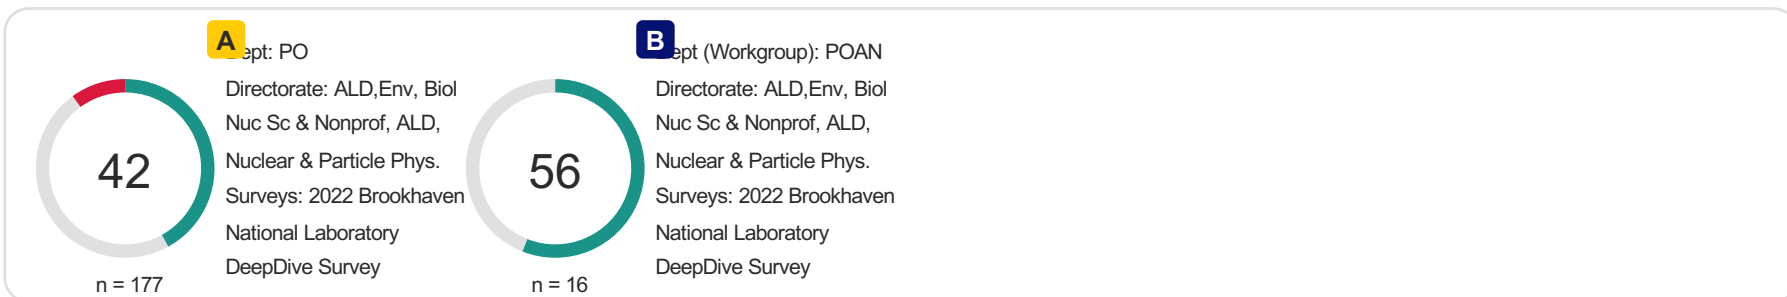 A
ept: PO
Directorate: ALD,Env, Biol
Nuc Sc & Nonprof, ALD,
Nuclear & Particle Phys.
Surveys: 2022 Brookhaven
National Laboratory
DeepDive Survey
42
n = 177
B
ept (Workgroup): POAN
Directorate: ALD,Env, Biol
Nuc Sc & Nonprof, ALD,
Nuclear & Particle Phys.
Surveys: 2022 Brookhaven
National Laboratory
DeepDive Survey
56
n = 16